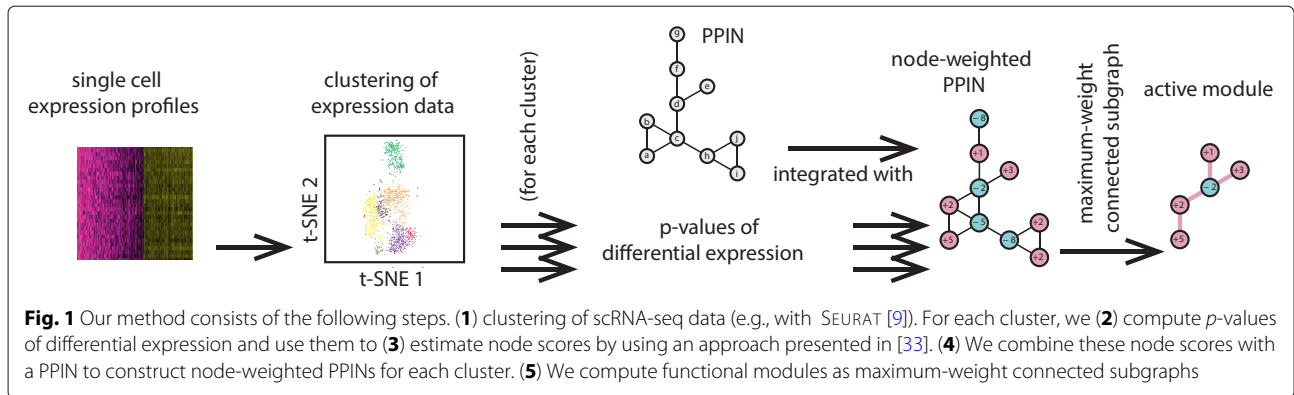 single cell
expression profiles
clustering of
expression data
t-SNE 2
t-SNE 1
(for each cluster)
PPIN
g
f
e
d
b
c
j
a
h
i
integrated with
p-values of
differential expression
node-weighted
PPIN
- 8
+1
+3
- 2
+2
- 5
+2
+5
- 8
+2
maximum-weight
connected subgraph
active module
+1
+3
- 2
+2
+5
Fig. 1 Our method consists of the following steps. (1) clustering of scRNA-seq data (e.g., with SEURAT [9]). For each cluster, we (2) compute p-values
of differential expression and use them to (3) estimate node scores by using an approach presented in [33]. (4) We combine these node scores with
a PPIN to construct node-weighted PPINs for each cluster. (5) We compute functional modules as maximum-weight connected subgraphs